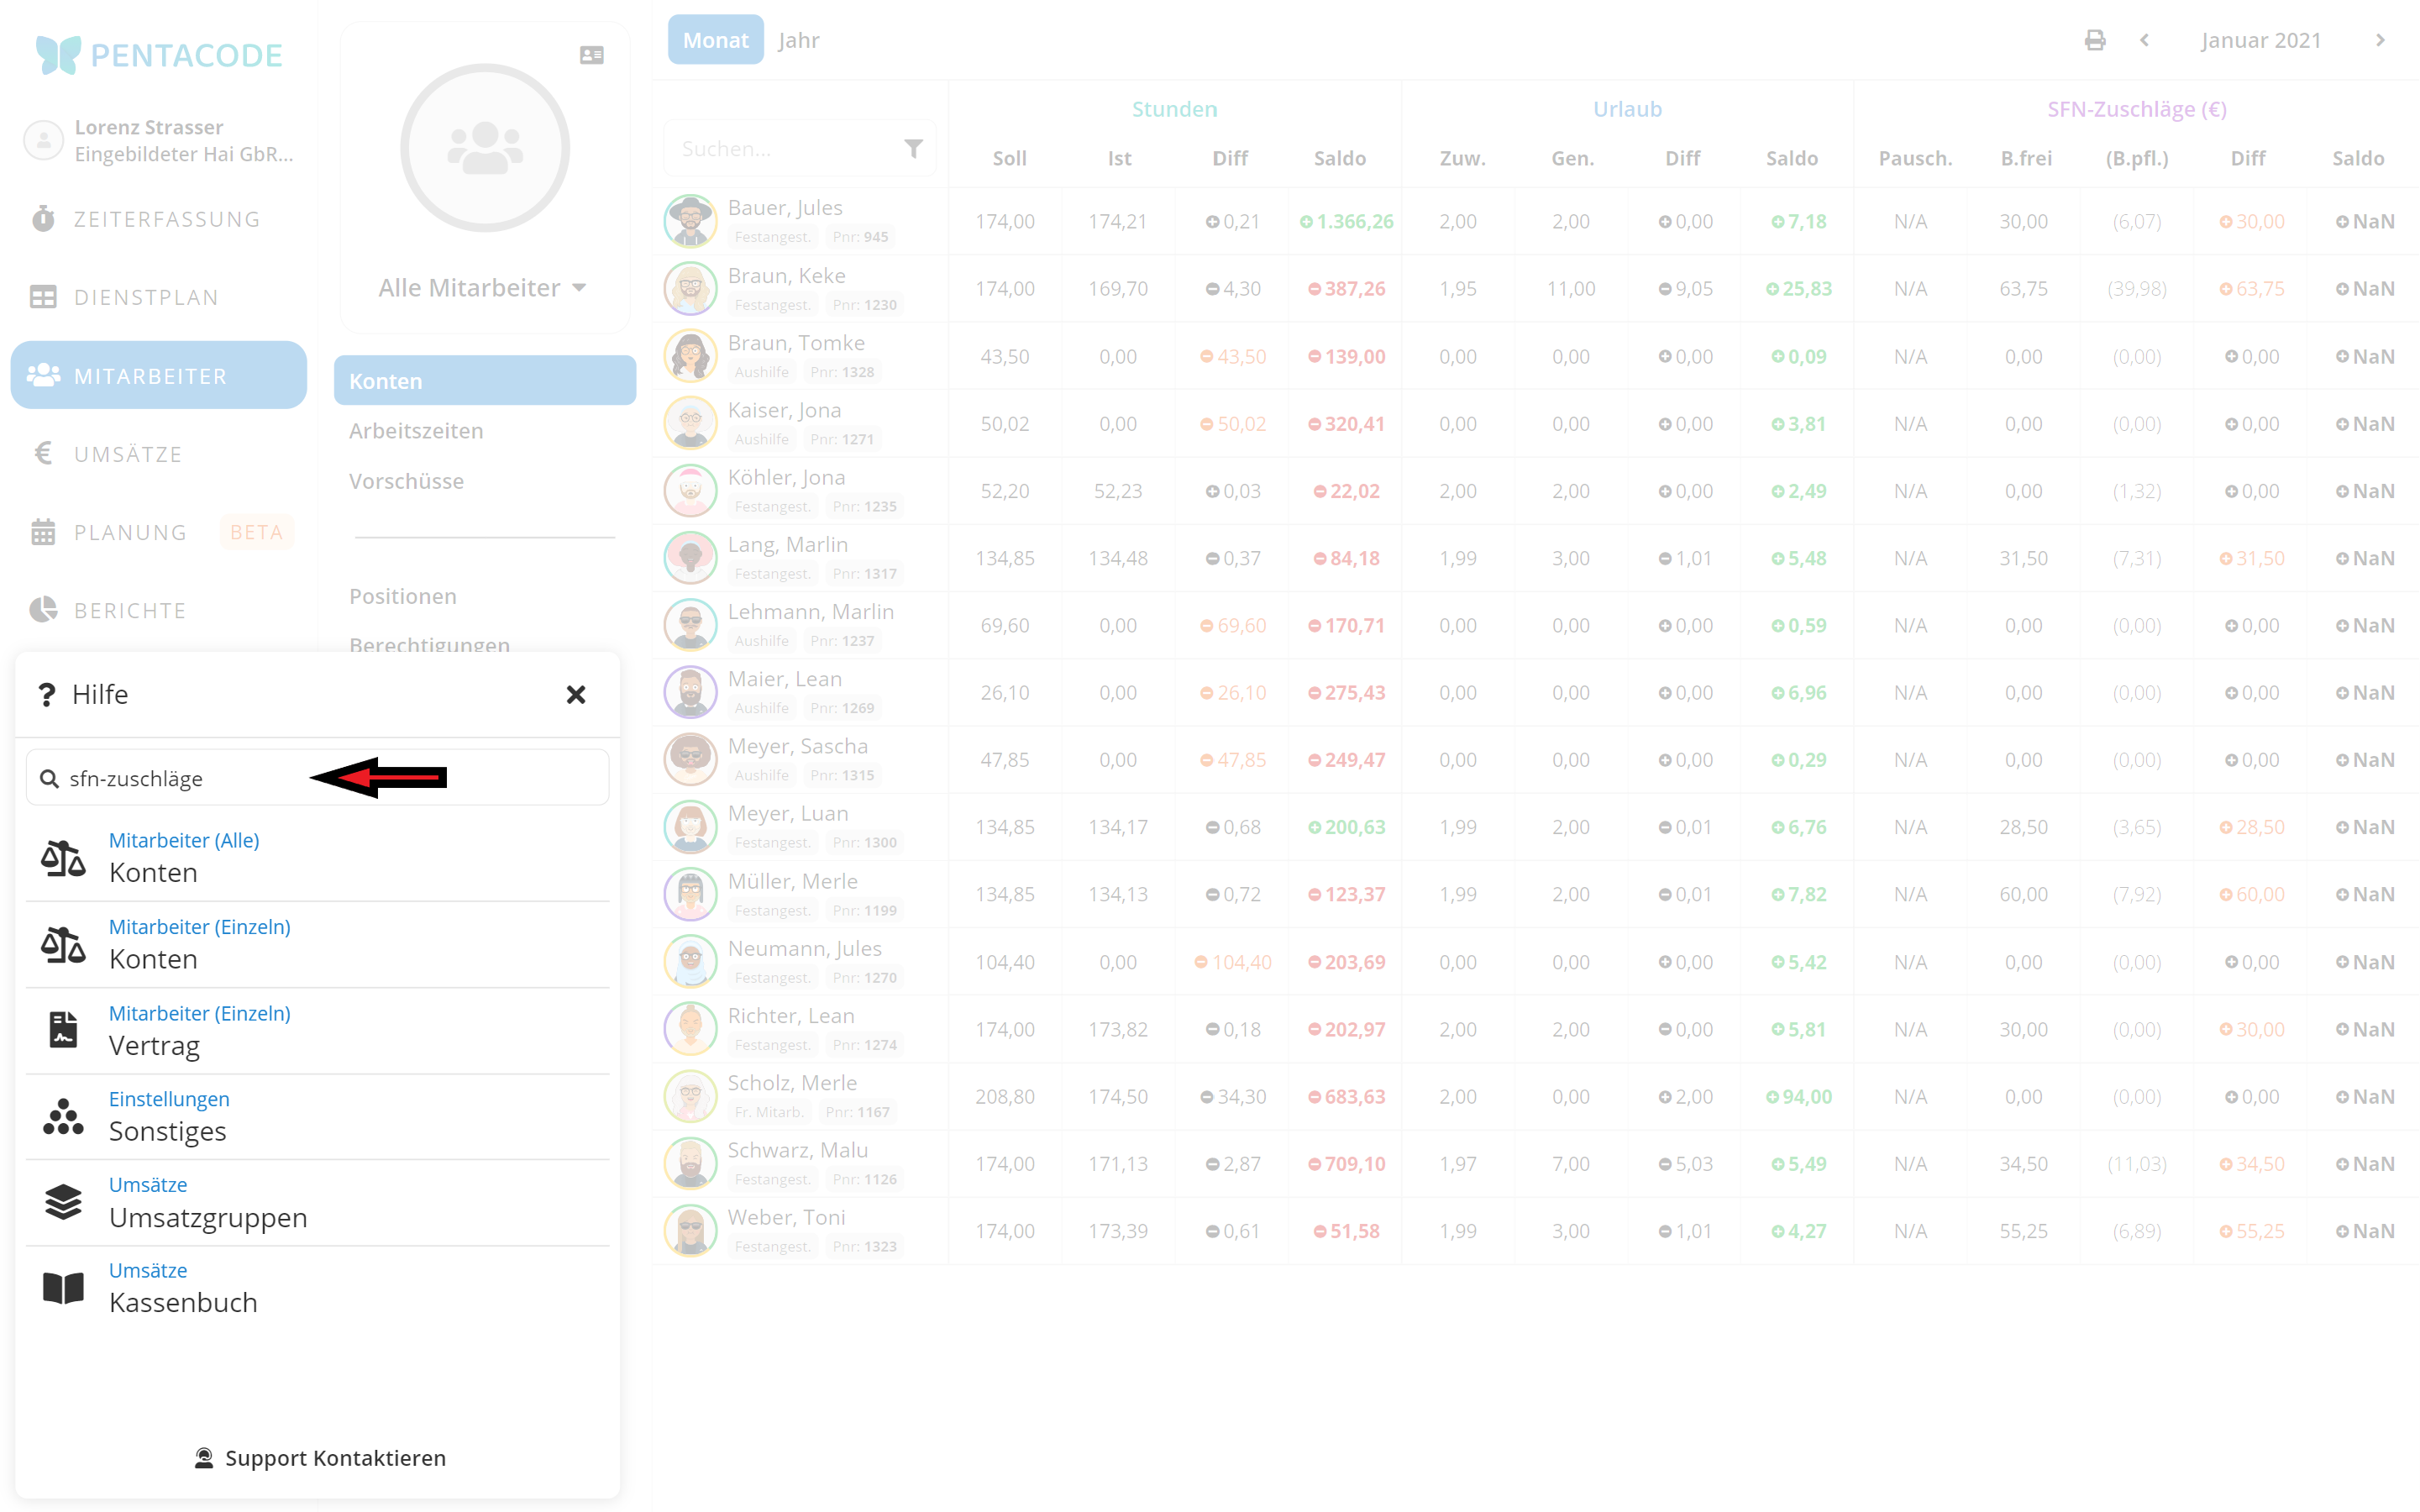 PENTACODE
Lorenz Strasser
Eingebildeter Hai GbR...
ZEITERFASSUNG
DIENSTPLAN
MITARBEITER
UMSÄTZE
PLANUNG BETA
BERICHTE
Alle Mitarbeiter
Konten
Arbeitszeiten
Vorschüsse
Positionen
Berechtigungen
? Hilfe
sfn-zuschläge
Mitarbeiter (Alle)
Konten
Mitarbeiter (Einzeln)
Konten
Mitarbeiter (Einzeln)
Vertrag
Einstellungen
Sonstiges
Umsätze
Umsatzgruppen
Umsätze
Kassenbuch
Support Kontaktieren
Monat Jahr Januar 2021
Stunden Urlaub SFN-Zuschläge (€)
Suchen...
Soll Ist Diff Saldo Zuw. Gen. Diff Saldo Pausch. B.frei (B.pfl.) Diff Saldo
Bauer, Jules
Festangest. Pnr: 945
174,00 174,21 0,21 1.366,26 2,00 2,00 0,00 7,18 N/A 30,00 (6,07) 30,00 NaN
Braun, Keke
Festangest. Pnr: 1230
174,00 169,70 4,30 387,26 1,95 11,00 9,05 25,83 N/A 63,75 (39,98) 63,75 NaN
Braun, Tomke
Aushilfe Pnr: 1328
43,50 0,00 43,50 139,00 0,00 0,00 0,00 0,09 N/A 0,00 (0,00) 0,00 NaN
Kaiser, Jona
Aushilfe Pnr: 1271
50,02 0,00 50,02 320,41 0,00 0,00 0,00 3,81 N/A 0,00 (0,00) 0,00 NaN
Köhler, Jona
Festangest. Pnr: 1235
52,20 52,23 0,03 22,02 2,00 2,00 0,00 2,49 N/A 0,00 (1,32) 0,00 NaN
Lang, Marlin
Festangest. Pnr: 1317
134,85 134,48 0,37 84,18 1,99 3,00 1,01 5,48 N/A 31,50 (7,31) 31,50 NaN
Lehmann, Marlin
Aushilfe Pnr: 1237
69,60 0,00 69,60 170,71 0,00 0,00 0,00 0,59 N/A 0,00 (0,00) 0,00 NaN
Maier, Lean
Aushilfe Pnr: 1269
26,10 0,00 26,10 275,43 0,00 0,00 0,00 6,96 N/A 0,00 (0,00) 0,00 NaN
Meyer, Sascha
Aushilfe Pnr: 1315
47,85 0,00 47,85 249,47 0,00 0,00 0,00 0,29 N/A 0,00 (0,00) 0,00 NaN
Meyer, Luan
Festangest. Pnr: 1300
134,85 134,17 0,68 200,63 1,99 2,00 0,01 6,76 N/A 28,50 (3,65) 28,50 NaN
Müller, Merle
Festangest. Pnr: 1199
134,85 134,13 0,72 123,37 1,99 2,00 0,01 7,82 N/A 60,00 (7,92) 60,00 NaN
Neumann, Jules
Festangest. Pnr: 1270
104,40 0,00 104,40 203,69 0,00 0,00 0,00 5,42 N/A 0,00 (0,00) 0,00 NaN
Richter, Lean
Festangest. Pnr: 1274
174,00 173,82 0,18 202,97 2,00 2,00 0,00 5,81 N/A 30,00 (0,00) 30,00 NaN
Scholz, Merle
Fr. Mitarb. Pnr: 1167
208,80 174,50 34,30 683,63 2,00 0,00 2,00 94,00 N/A 0,00 (0,00) 0,00 NaN
Schwarz, Malu
Festangest. Pnr: 1126
174,00 171,13 2,87 709,10 1,97 7,00 5,03 5,49 N/A 34,50 (11,03) 34,50 NaN
Weber, Toni
Festangest. Pnr: 1323
174,00 173,39 0,61 51,58 1,99 3,00 1,01 4,27 N/A 55,25 (6,89) 55,25 NaN